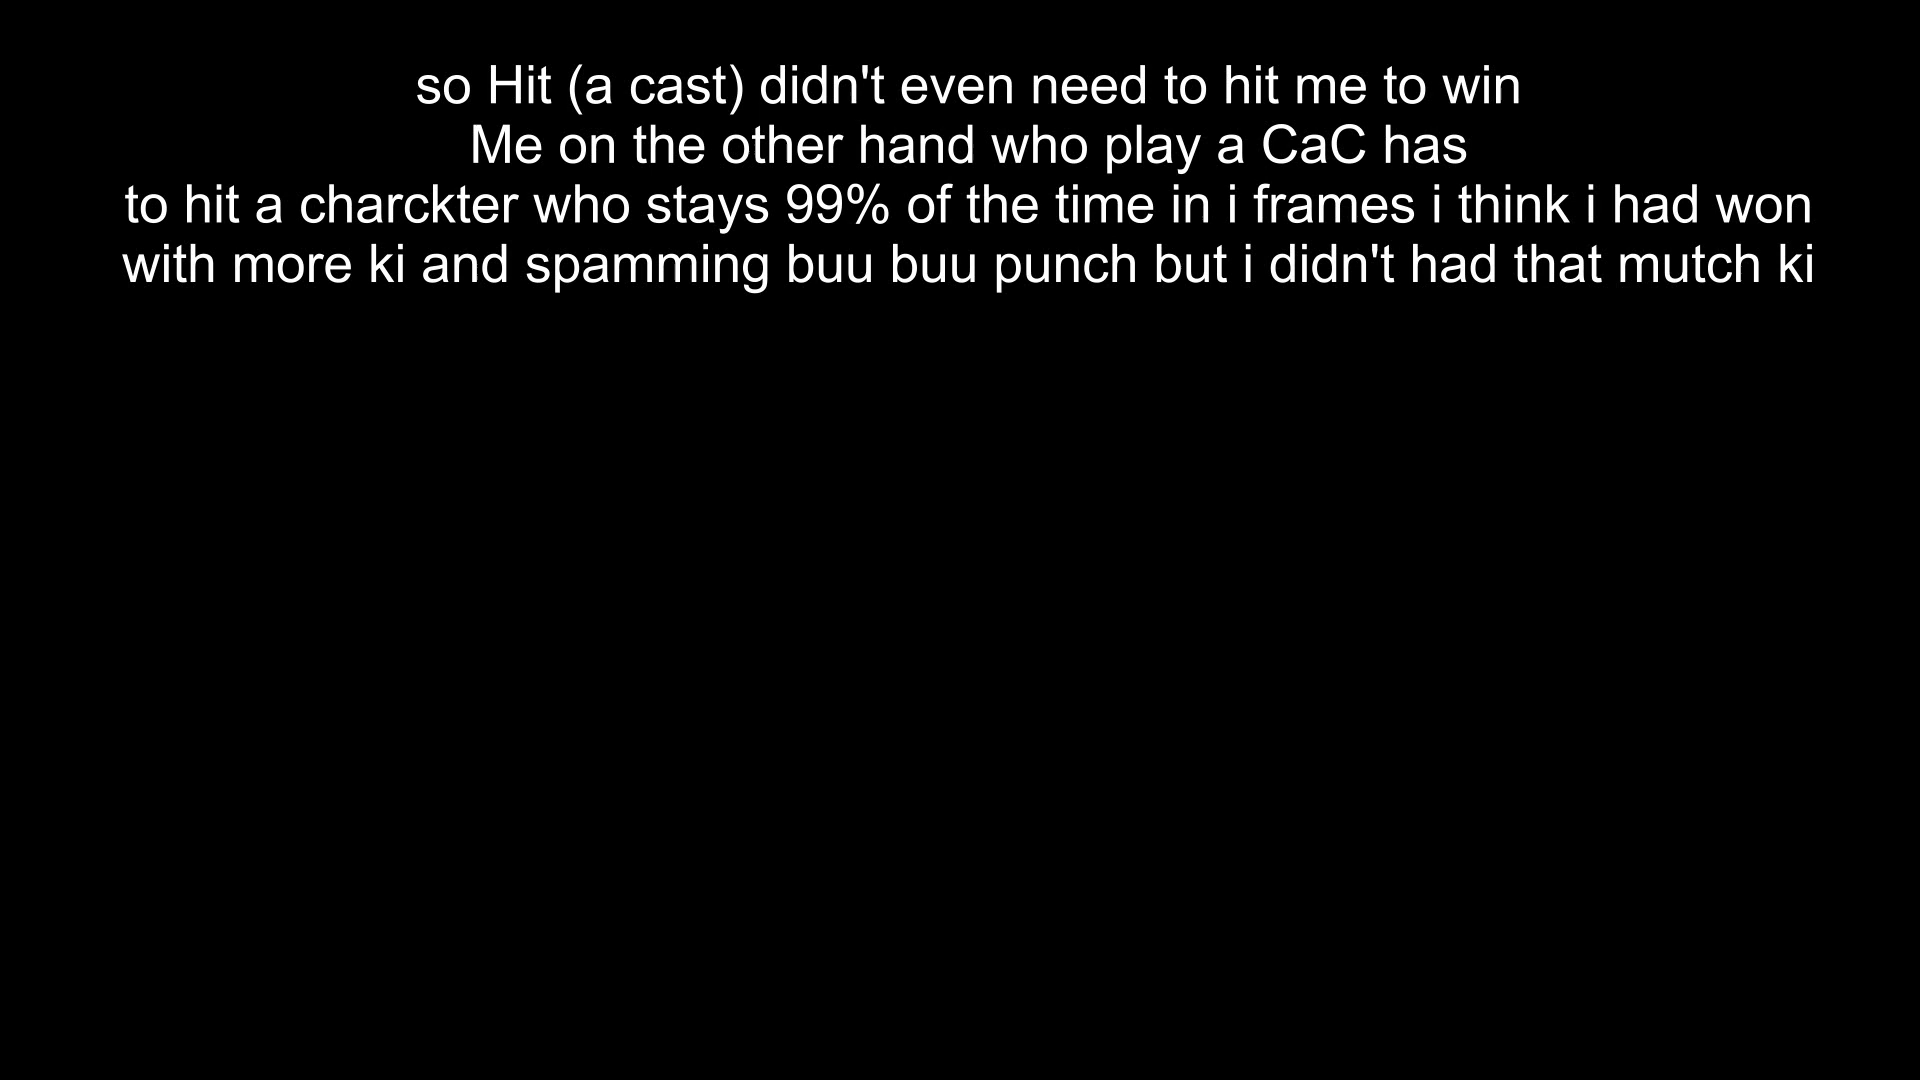 so Hit (a cast) didn't even need to hit me to win
Me on the other hand who play a CaC has
to hit a charckter who stays 99% of the time in i frames i think i had won
with more ki and spamming buu buu punch but i didn't had that mutch ki